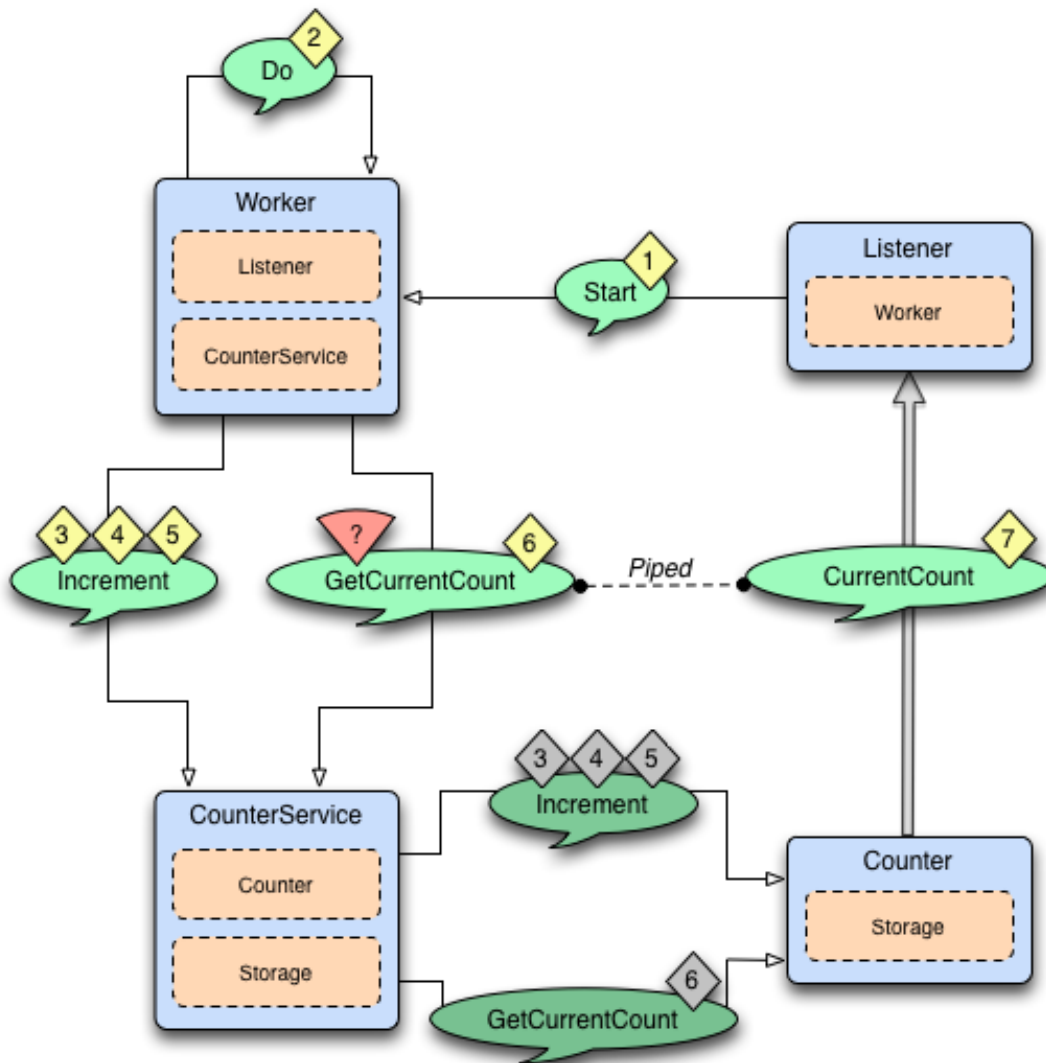 2
Do
Worker
Listener
CounterService
1
Start
Listener
Worker
3 4 5
Increment
?
6
GetCurrentCount
Piped
7
CurrentCount
CounterService
Counter
Storage
3 4 5
Increment
6
GetCurrentCount
Counter
Storage